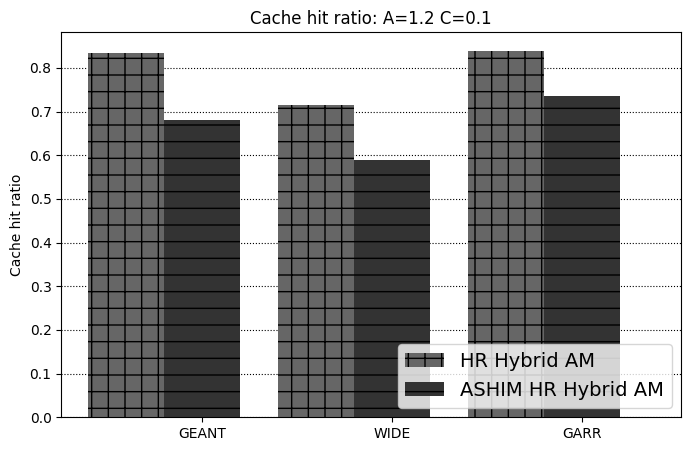 Cache hit ratio: A=1.2 C=0.1
Cache hit ratio
0.8
0.7
0.6
0.5
0.4
0.3
0.2
0.1
0.0
HR Hybrid AM
ASHIM HR Hybrid AM
GEANT
WIDE
GARR